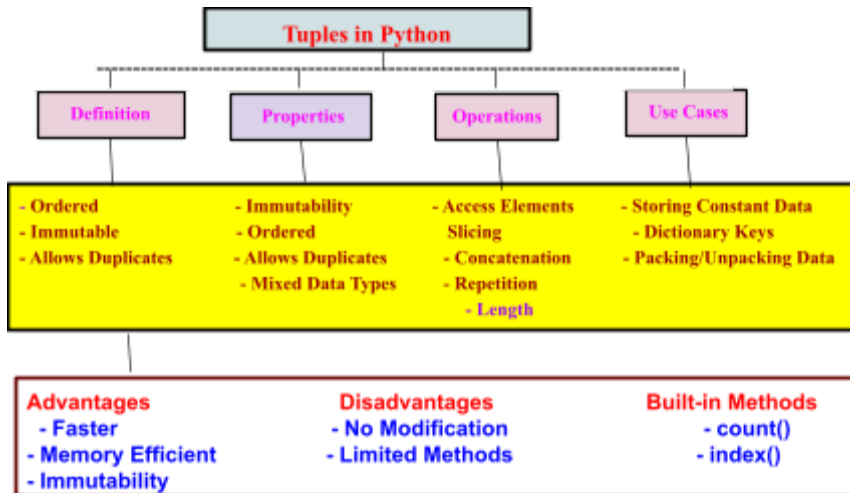 Tuples in Python
Definition
Properties
Operations
Use Cases
- Ordered
- Immutable
- Allows Duplicates
- Immutability
- Ordered
- Allows Duplicates
- Mixed Data Types
- Access Elements
Slicing
- Concatenation
- Repetition
- Length
- Storing Constant Data
- Dictionary Keys
- Packing/Unpacking Data
Advantages
- Faster
- Memory Efficient
- Immutability
Disadvantages
- No Modification
- Limited Methods
Built-in Methods
- count()
- index()